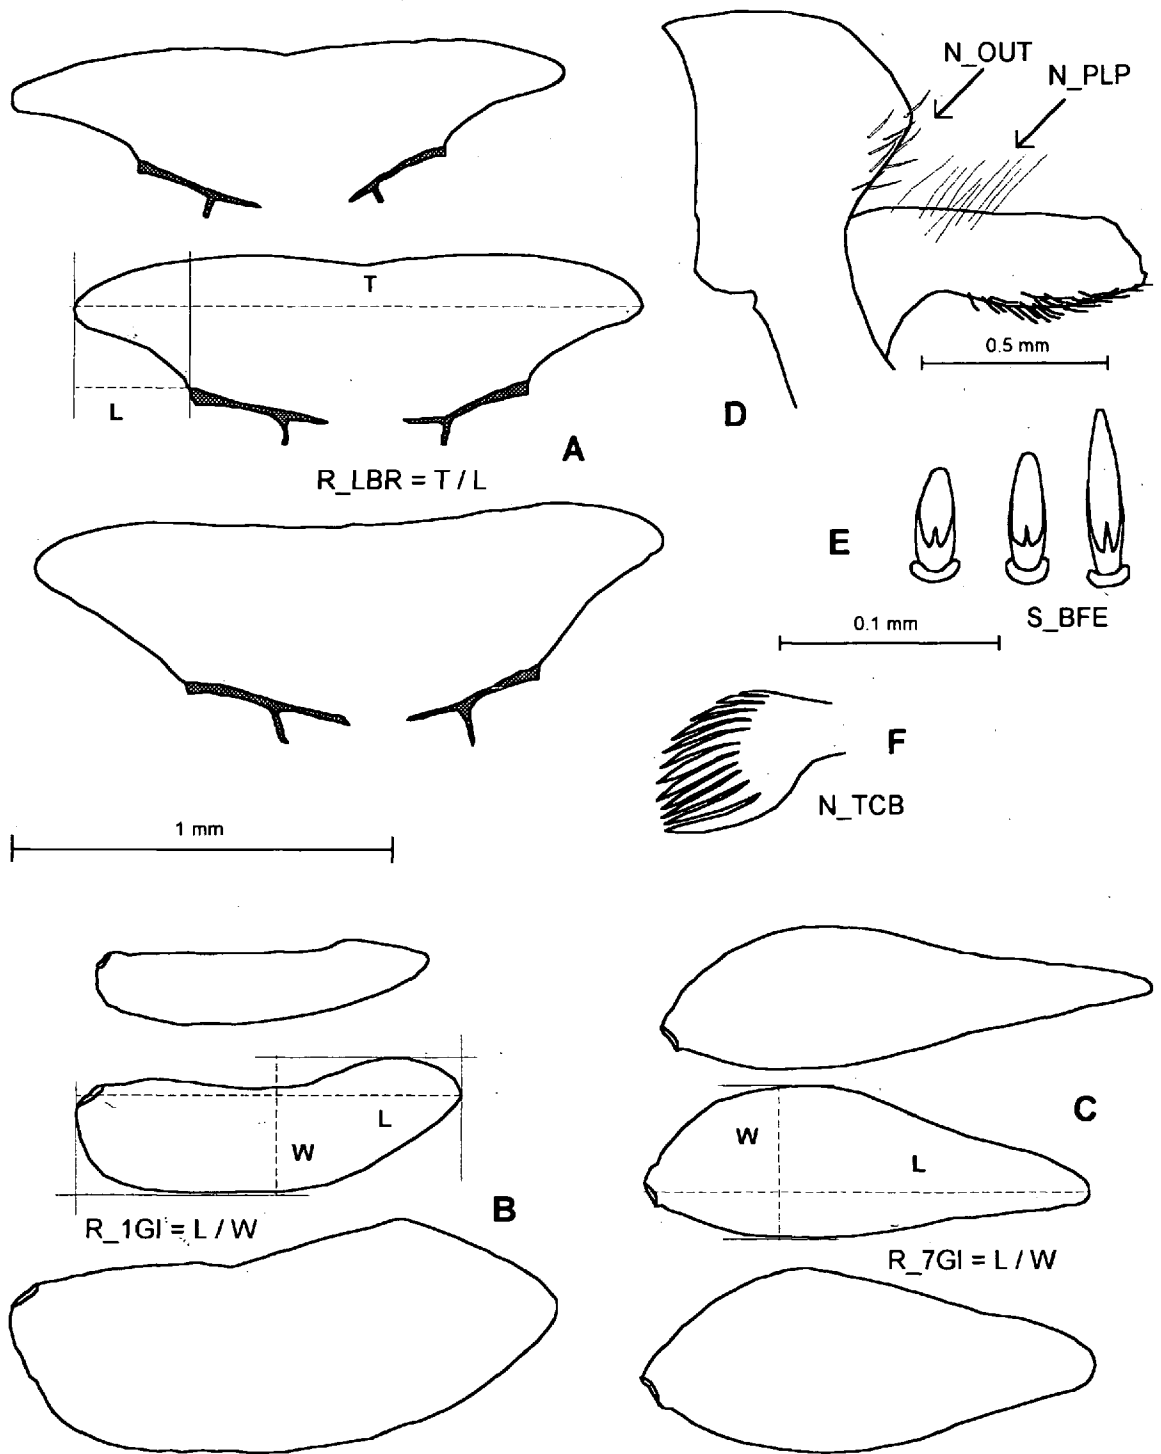 N_OUT
N_PLP
T
L
0.5 mm
D
A
R_LBR = T / L
E
S_BFE
0.1 mm
F
N_TCB
1 mm
L
W
B
R_1GI = L / W
W
L
C
R_7GI = L / W